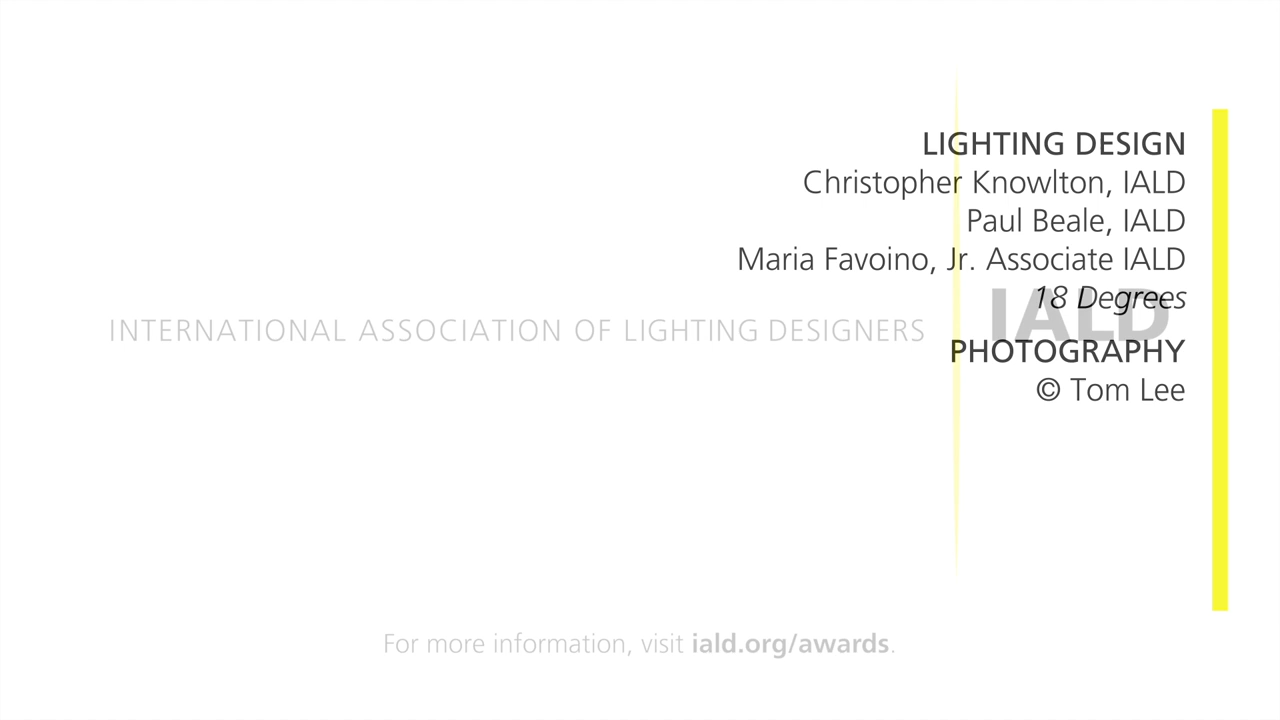 LIGHTING DESIGN
Christopher Knowlton, IALD
Paul Beale, IALD
Maria Favoino, Jr. Associate IALD
18 Degrees
INTERNATIONAL ASSOCIATION OF LIGHTING DESIGNERS
IALD
PHOTOGRAPHY
© Tom Lee
For more information, visit iald.org/awards.